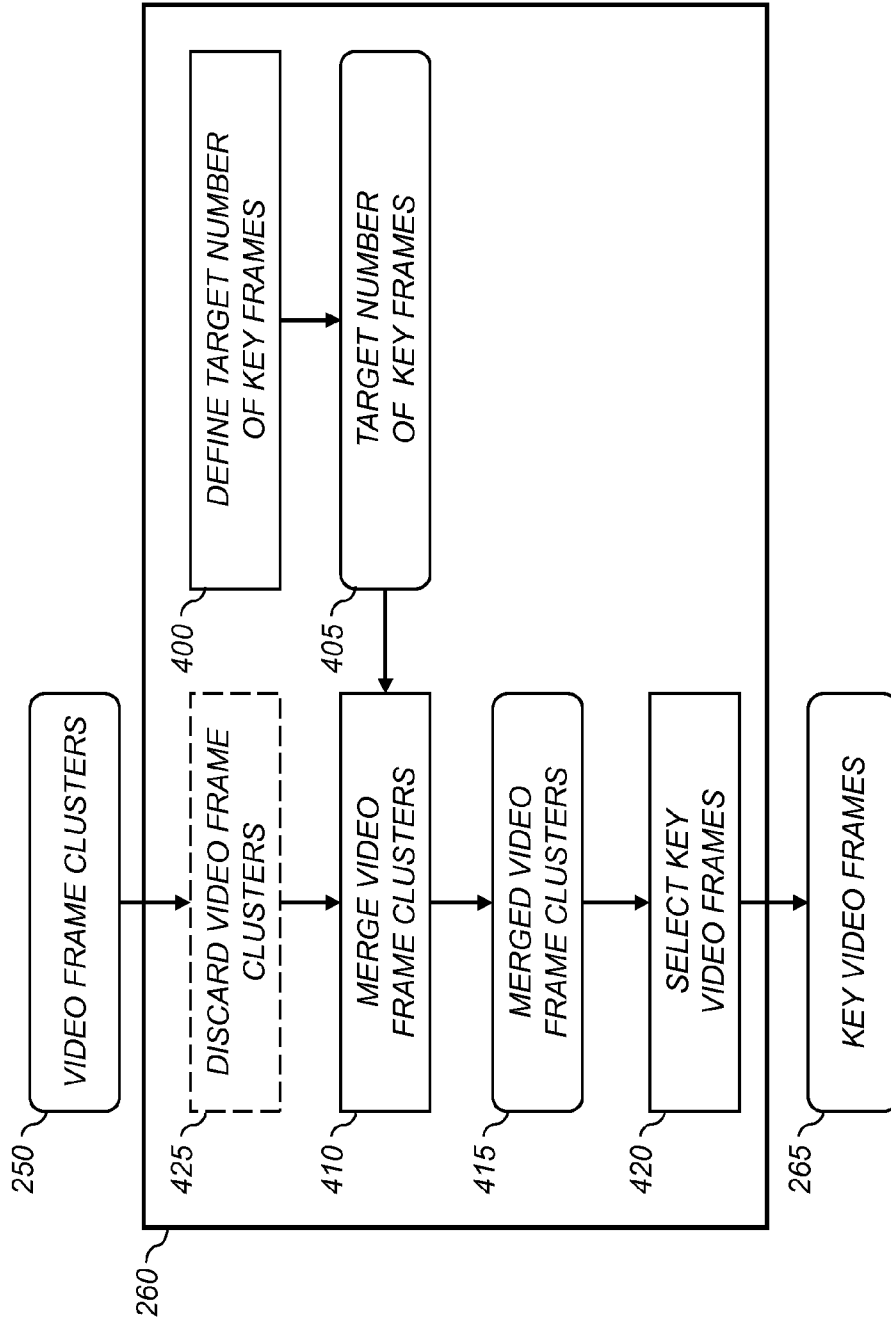 250
VIDEO FRAME CLUSTERS
260
425
DISCARD VIDEO FRAME
CLUSTERS
400
DEFINE TARGET NUMBER
OF KEY FRAMES
410
MERGE VIDEO
FRAME CLUSTERS
405
TARGET NUMBER
OF KEY FRAMES
415
MERGED VIDEO
FRAME CLUSTERS
420
SELECT KEY
VIDEO FRAMES
265
KEY VIDEO FRAMES